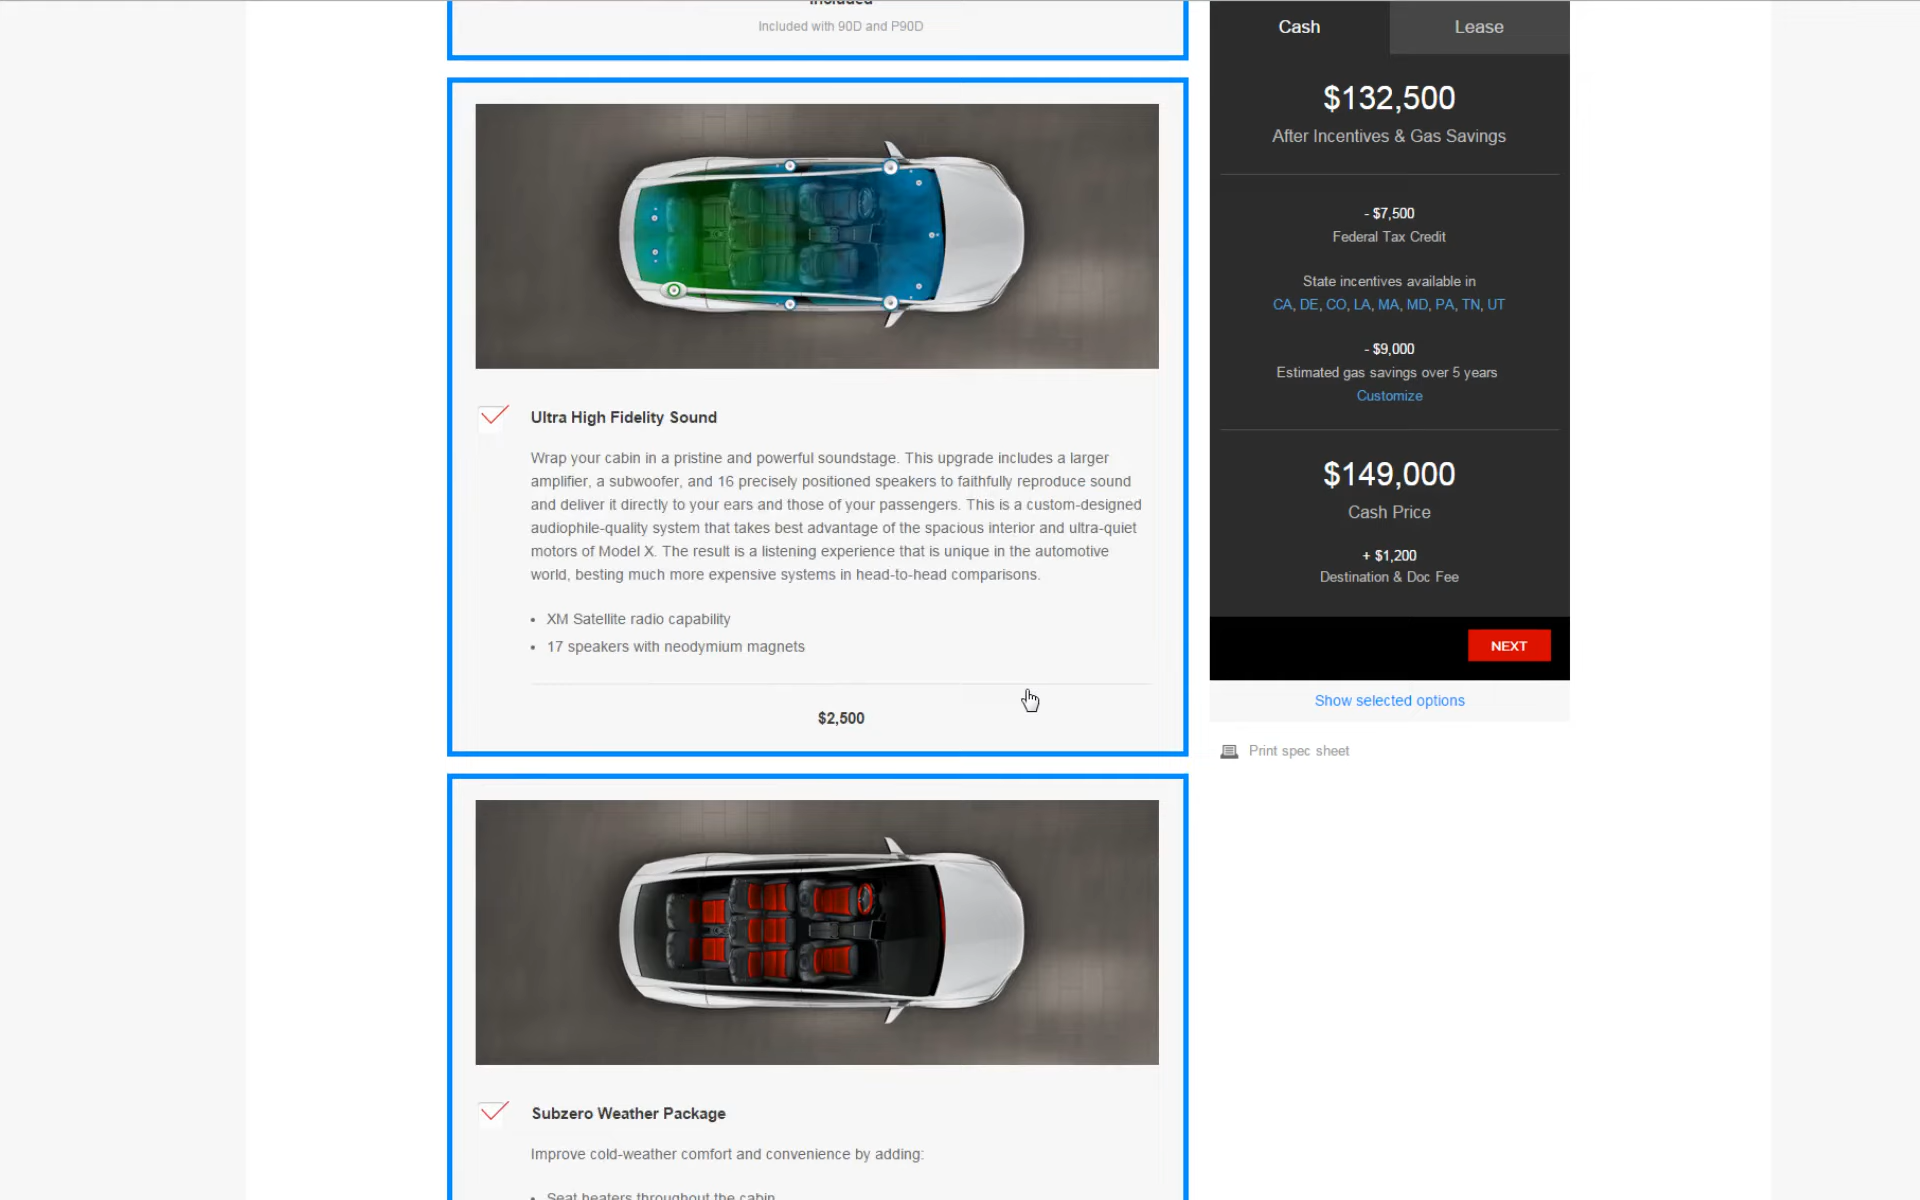 Included
Included with 90D and P90D
Ultra High Fidelity Sound
Wrap your cabin in a pristine and powerful soundstage. This upgrade includes a larger
amplifier, a subwoofer, and 16 precisely positioned speakers to faithfully reproduce sound
and deliver it directly to your ears and those of your passengers. This is a custom-designed
audiophile-quality system that takes best advantage of the spacious interior and ultra-quiet
motors of Model X. The result is a listening experience that is unique in the automotive
world, besting much more expensive systems in head-to-head comparisons.
• XM Satellite radio capability
• 17 speakers with neodymium magnets
$2,500
Subzero Weather Package
Improve cold-weather comfort and convenience by adding:
• Seat heaters throughout the cabin
Cash
Lease
$132,500
After Incentives & Gas Savings
- $7,500
Federal Tax Credit
State incentives available in
CA, DE, CO, LA, MA, MD, PA, TN, UT
- $9,000
Estimated gas savings over 5 years
Customize
$149,000
Cash Price
+ $1,200
Destination & Doc Fee
NEXT
Show selected options
Print spec sheet